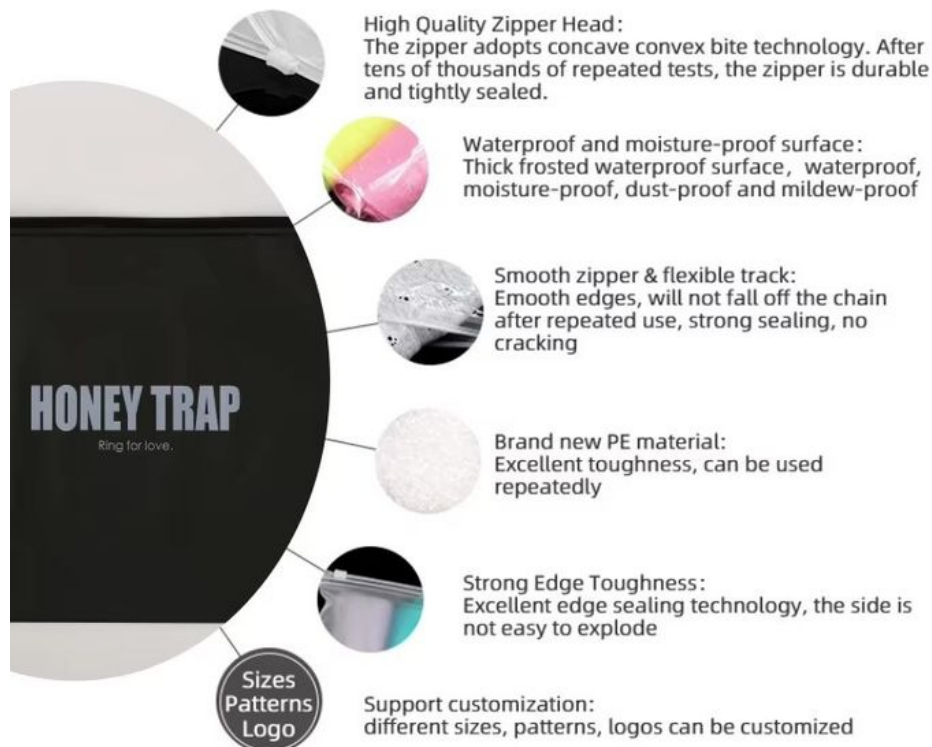 High Quality Zipper Head:
The zipper adopts concave convex bite technology. After
tens of thousands of repeated tests, the zipper is durable
and tightly sealed.
Waterproof and moisture-proof surface:
Thick frosted waterproof surface, waterproof,
moisture-proof, dust-proof and mildew-proof
Smooth zipper & flexible track:
Emooth edges, will not fall off the chain
after repeated use, strong sealing, no
cracking
HONEY TRAP
Ring for love.
Brand new PE material:
Excellent toughness, can be used
repeatedly
Strong Edge Toughness:
Excellent edge sealing technology, the side is
not easy to explode
Sizes
Patterns
Logo
Support customization:
different sizes, patterns, logos can be customized